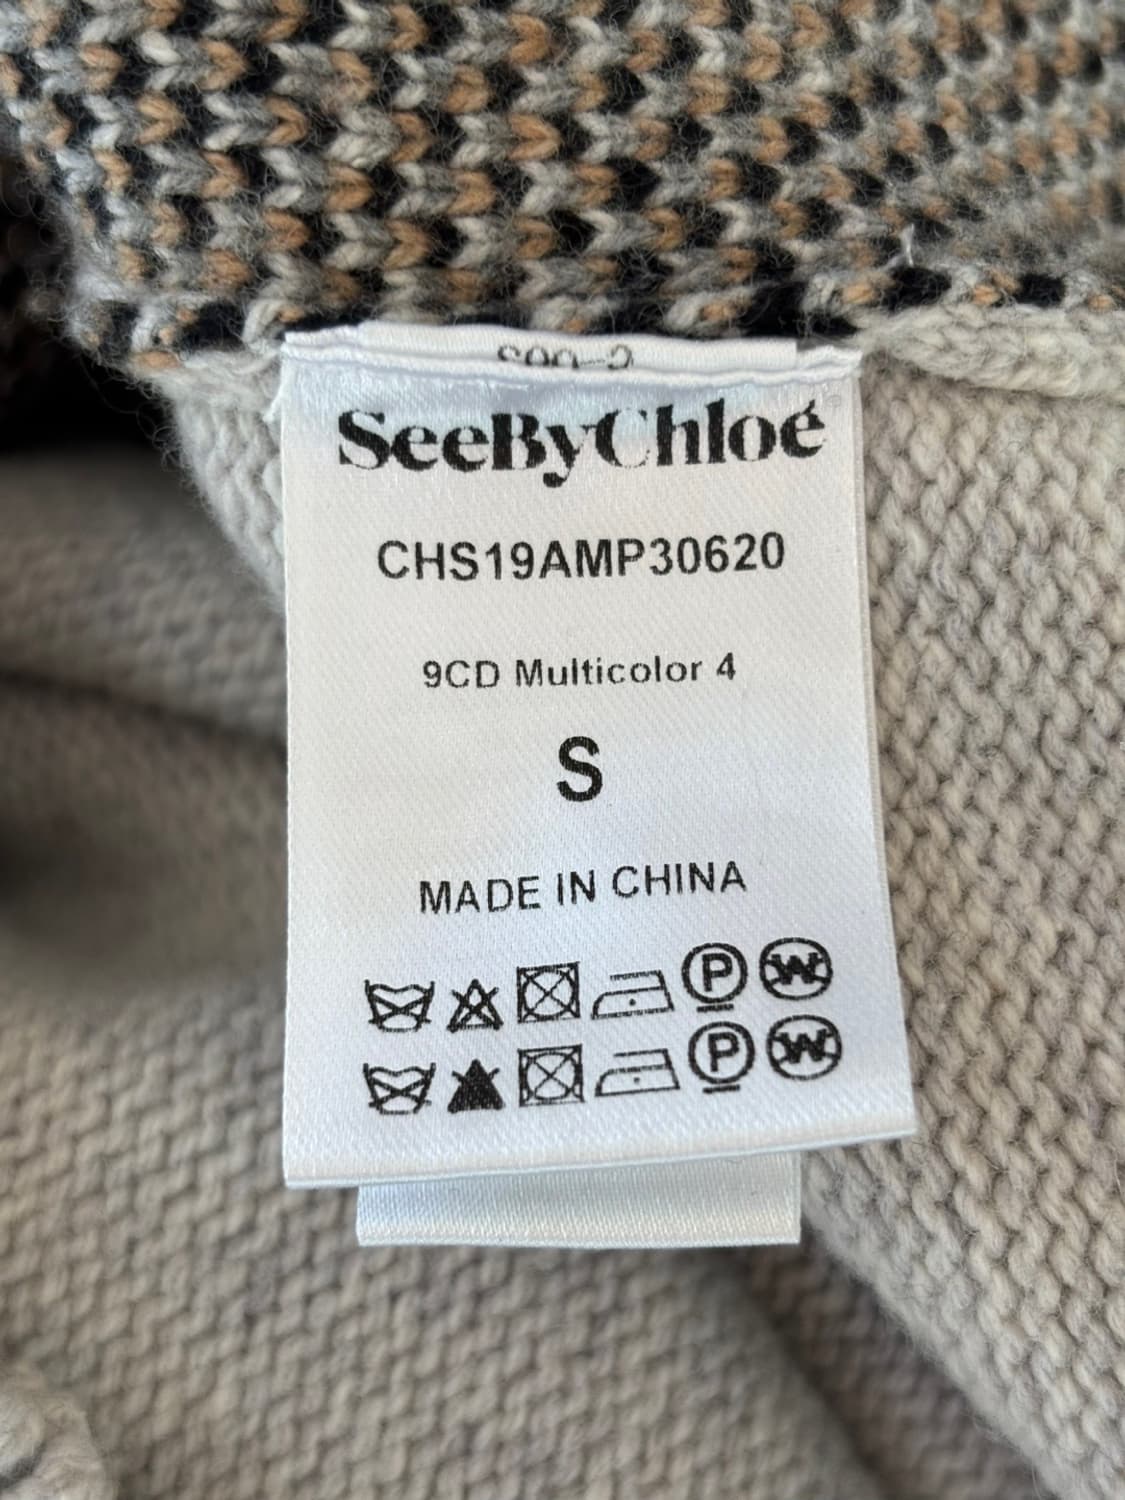 SeeByChloé
CHS19AMP30620
9CD Multicolor 4
S
MADE IN CHINA
P W
P W